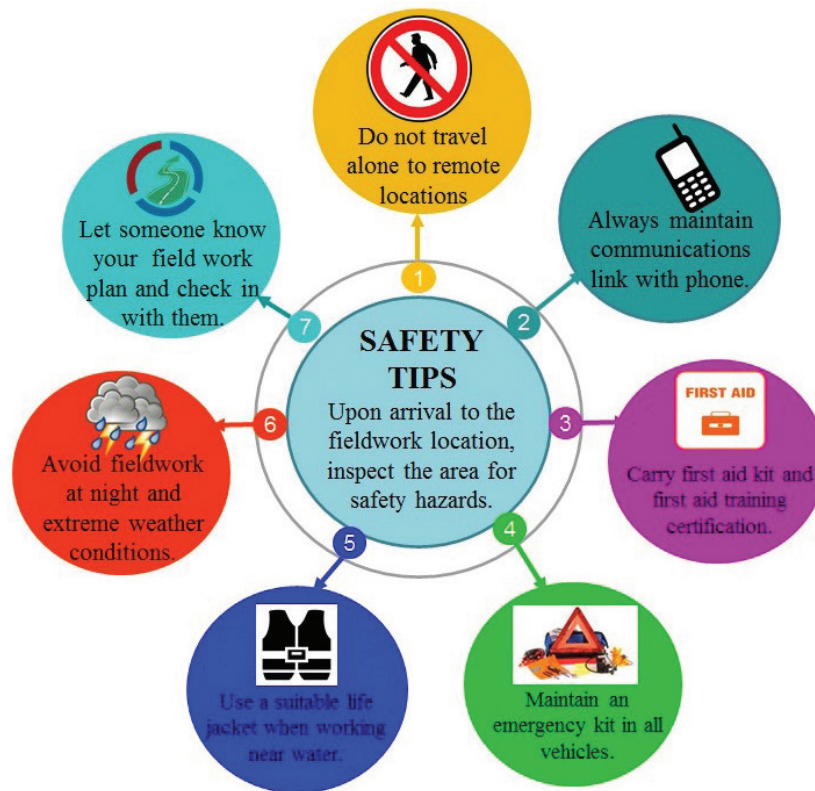 SAFETY
TIPS
Upon arrival to the
fieldwork location,
inspect the area for
safety hazards.
1
Do not travel
alone to remote
locations
2
Always maintain
communications
link with phone.
3
FIRST AID
Carry first aid kit and
first aid training
certification.
4
Maintain an
emergency kit in all
vehicles.
5
Use a suitable life
jacket when working
near water.
6
Avoid fieldwork
at night and
extreme weather
conditions.
7
Let someone know
your field work
plan and check in
with them.